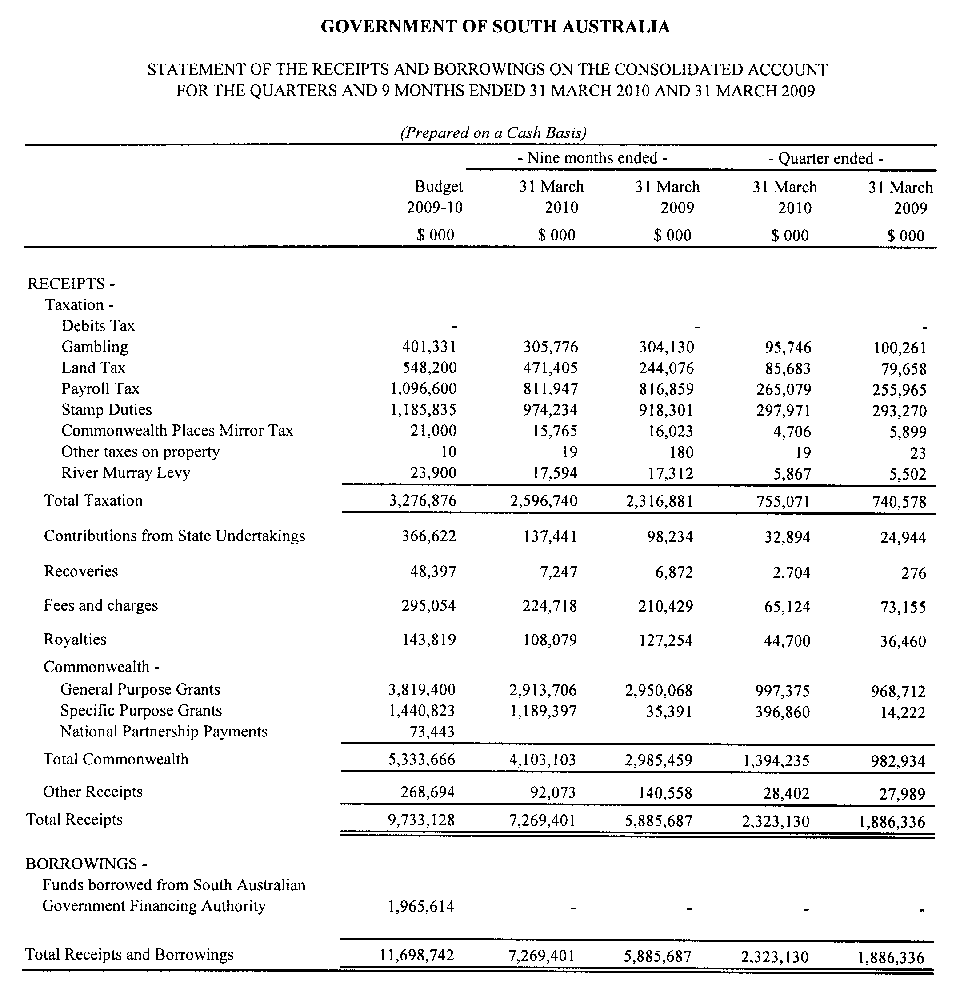 GOVERNMENT OF SOUTH AUSTRALIA
STATEMENT OF THE RECEIPTS AND BORROWINGS ON THE CONSOLIDATED ACCOUNT
FOR THE QUARTERS AND 9 MONTHS ENDED 31 MARCH 2010 AND 31 MARCH 2009
(Prepared on a Cash Basis)
- Nine months ended - - Quarter ended -
Budget 31 March 31 March 31 March 31 March
2009-10 2010 2009 2010 2009
$ 000 $ 000 $ 000 $ 000 $ 000
RECEIPTS -
Taxation -
Debits Tax - - -
Gambling 401,331 305,776 304,130 95,746 100,261
Land Tax 548,200 471,405 244,076 85,683 79,658
Payroll Tax 1,096,600 811,947 816,859 265,079 255,965
Stamp Duties 1,185,835 974,234 918,301 297,971 293,270
Commonwealth Places Mirror Tax 21,000 15,765 16,023 4,706 5,899
Other taxes on property 10 19 180 19 23
River Murray Levy 23,900 17,594 17,312 5,867 5,502
Total Taxation 3,276,876 2,596,740 2,316,881 755,071 740,578
Contributions from State Undertakings 366,622 137,441 98,234 32,894 24,944
Recoveries 48,397 7,247 6,872 2,704 276
Fees and charges 295,054 224,718 210,429 65,124 73,155
Royalties 143,819 108,079 127,254 44,700 36,460
Commonwealth -
General Purpose Grants 3,819,400 2,913,706 2,950,068 997,375 968,712
Specific Purpose Grants 1,440,823 1,189,397 35,391 396,860 14,222
National Partnership Payments 73,443
Total Commonwealth 5,333,666 4,103,103 2,985,459 1,394,235 982,934
Other Receipts 268,694 92,073 140,558 28,402 27,989
Total Receipts 9,733,128 7,269,401 5,885,687 2,323,130 1,886,336
BORROWINGS -
Funds borrowed from South Australian
Government Financing Authority 1,965,614 - - - -
Total Receipts and Borrowings 11,698,742 7,269,401 5,885,687 2,323,130 1,886,336